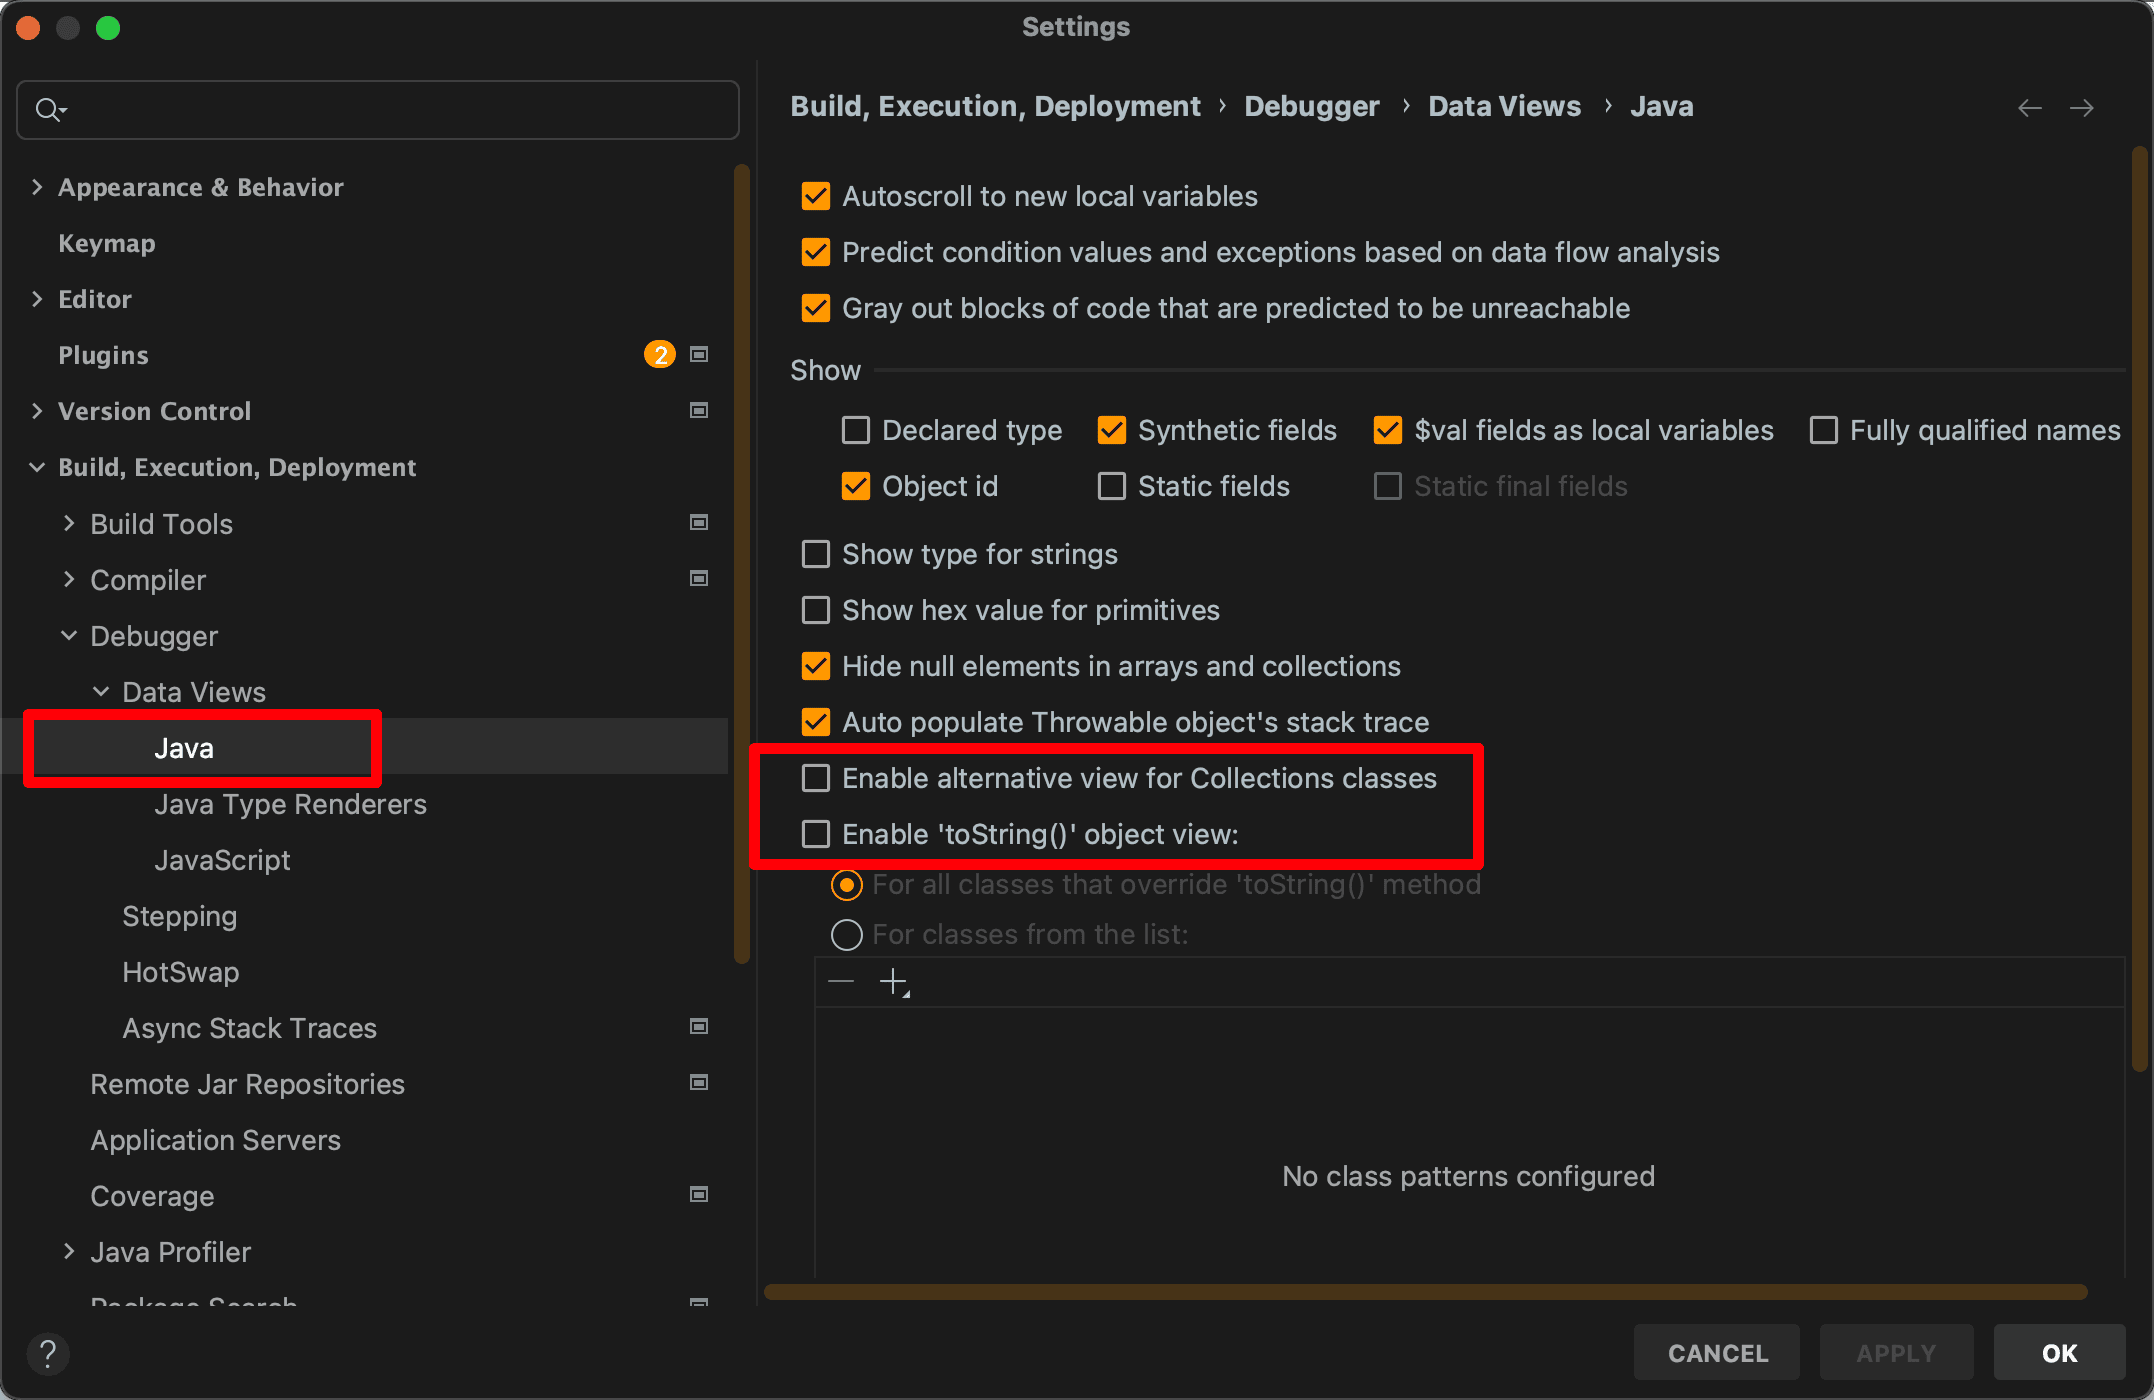 Settings
Appearance & Behavior
Keymap
Editor
Plugins
2
Version Control
Build, Execution, Deployment
Build Tools
Compiler
Debugger
Data Views
Java
Java Type Renderers
JavaScript
Stepping
HotSwap
Async Stack Traces
Remote Jar Repositories
Application Servers
Coverage
Java Profiler
Package Search
?
Build, Execution, Deployment › Debugger › Data Views › Java
Autoscroll to new local variables
Predict condition values and exceptions based on data flow analysis
Gray out blocks of code that are predicted to be unreachable
Show
Declared type Synthetic fields $val fields as local variables Fully qualified names
Object id Static fields Static final fields
Show type for strings
Show hex value for primitives
Hide null elements in arrays and collections
Auto populate Throwable object's stack trace
Enable alternative view for Collections classes
Enable 'toString()' object view:
For all classes that override 'toString()' method
For classes from the list:
No class patterns configured
CANCEL APPLY OK